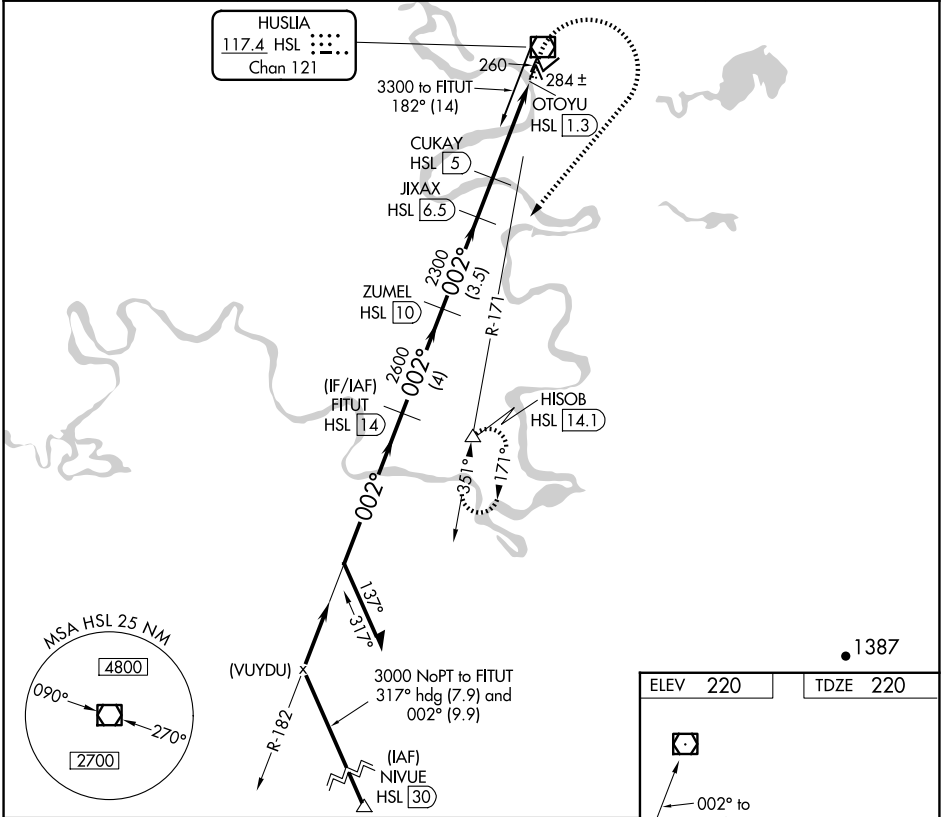 HUSLIA
117.4 HSL
Chan 121
260
284 ±
3300 to FITUT
182° (14)
OTOYU
HSL 1.3
CUKAY
HSL 5
JIXAX
HSL 6.5
2300
002°
(3.5)
R-171
ZUMEL
HSL 10
2600
002°
(4)
(IF/IAF)
FITUT
HSL 14
HISOB
HSL 14.1
351°
171°
002°
137°
317°
MSA HSL 25 NM
4800
090°
270°
2700
(VUYDU) x
R-182
3000 NoPT to FITUT
317° hdg (7.9) and
002° (9.9)
(IAF)
NIVUE
HSL 30
1387
ELEV 220
TDZE 220
002° to